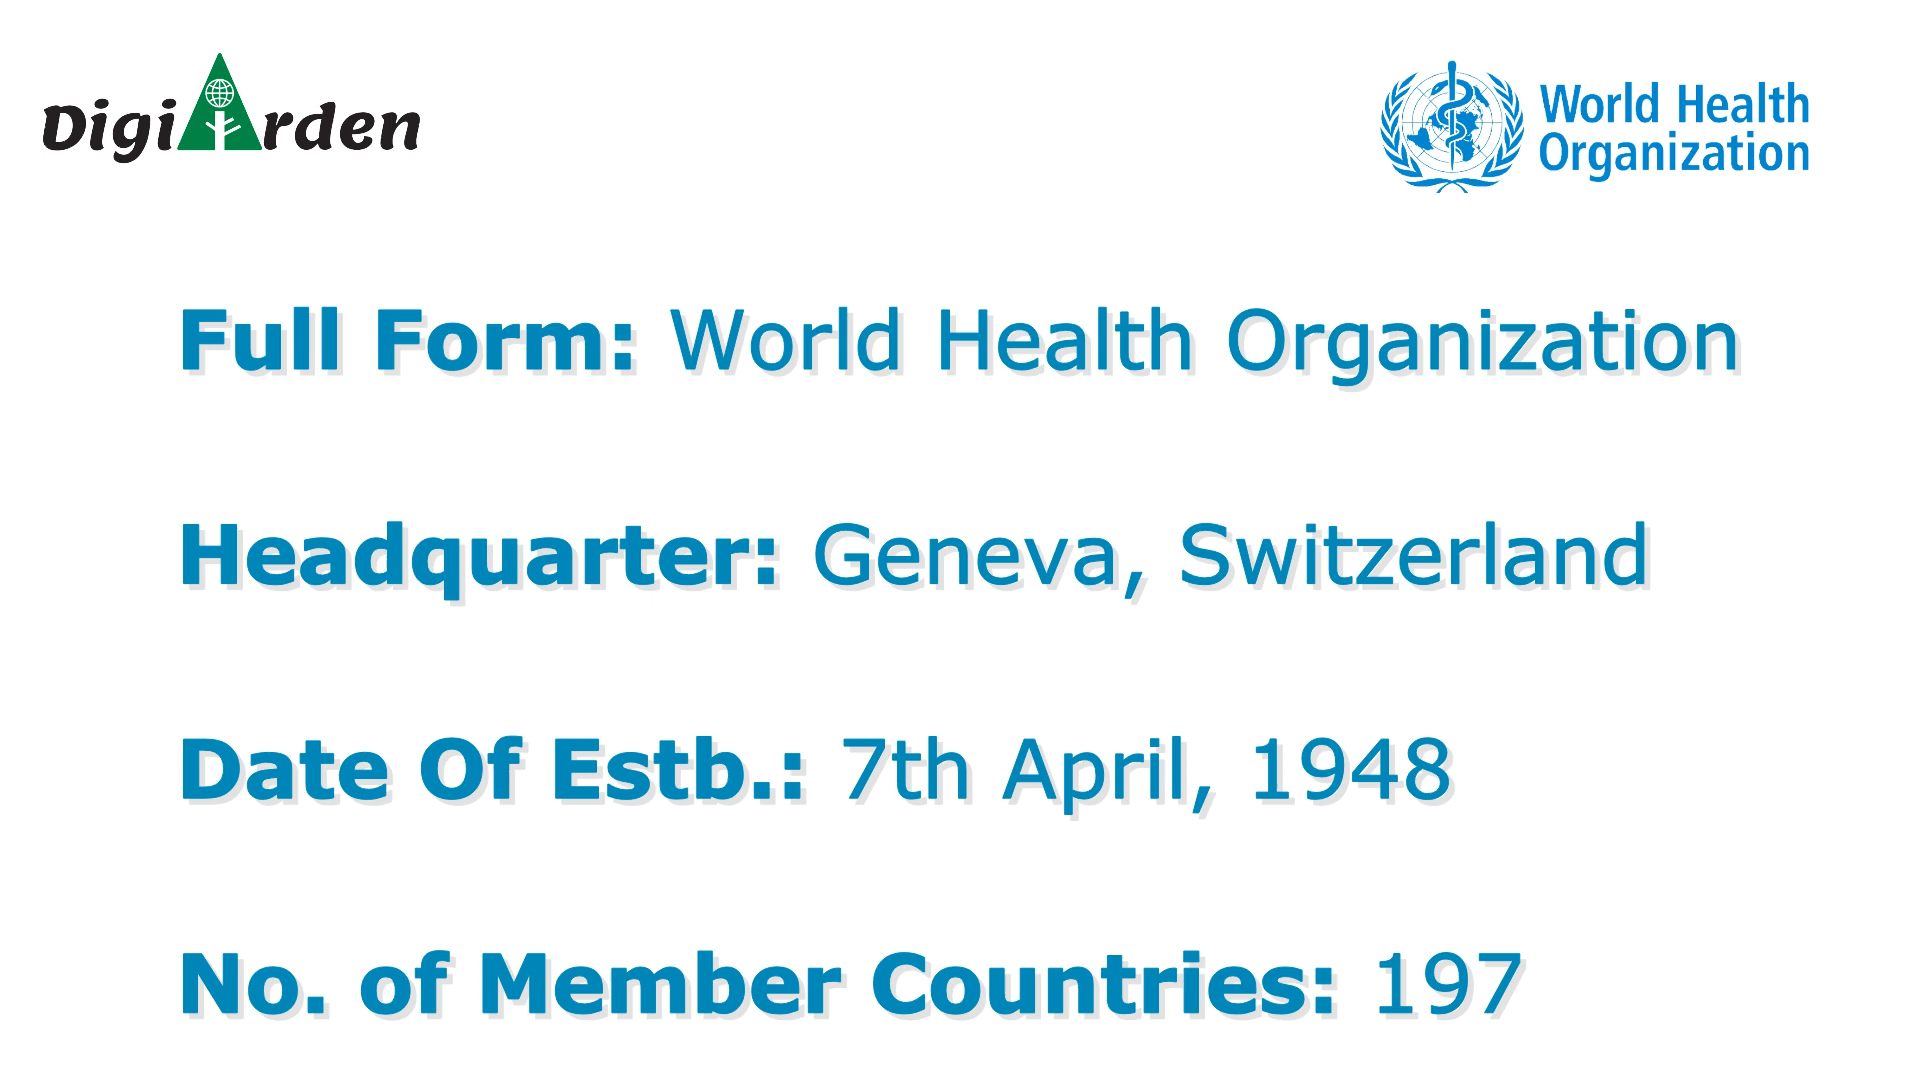 DigiArden
World Health
Organization
Full Form: World Health Organization
Headquarter: Geneva, Switzerland
Date Of Estb.: 7th April, 1948
No. of Member Countries: 197